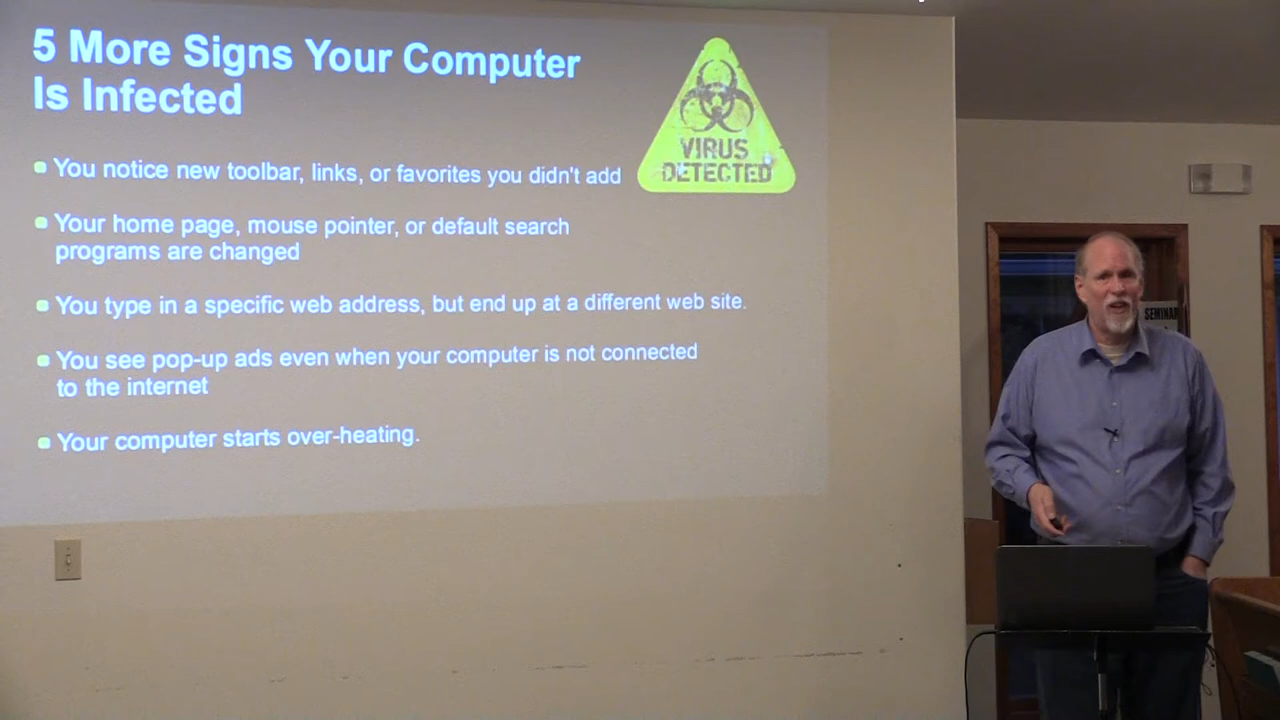 5 More Signs Your Computer
Is Infected
VIRUS
DETECTED
You notice new toolbar, links, or favorites you didn't add
Your home page, mouse pointer, or default search
programs are changed
You type in a specific web address, but end up at a different web site.
You see pop-up ads even when your computer is not connected
to the internet
Your computer starts over-heating.
SEMINAR